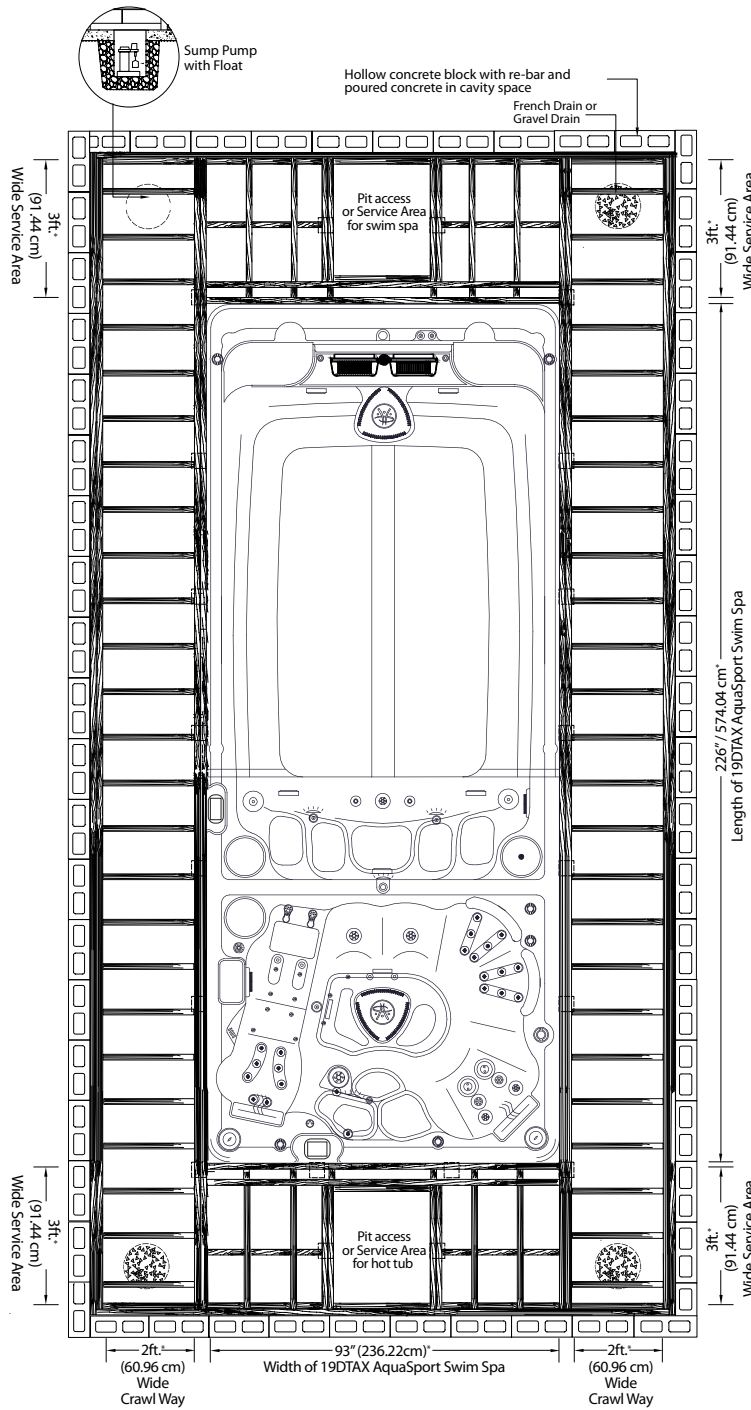 Sump Pump
with Float
Hollow concrete block with re-bar and
poured concrete in cavity space
French Drain or
Gravel Drain
3ft.*
(91.44 cm)
Wide Service Area
Pit access
or Service Area
for swim spa
3ft.*
(91.44 cm)
Wide Service Area
226" / 574.04 cm*
Length of 19DTAX AquaSport Swim Spa
3ft.*
(91.44 cm)
Wide Service Area
Pit access
or Service Area
for hot tub
3ft.*
(91.44 cm)
Wide Service Area
2ft.*
(60.96 cm)
Wide
Crawl Way
93" (236.22cm)*
Width of 19DTAX AquaSport Swim Spa
2ft.*
(60.96 cm)
Wide
Crawl Way